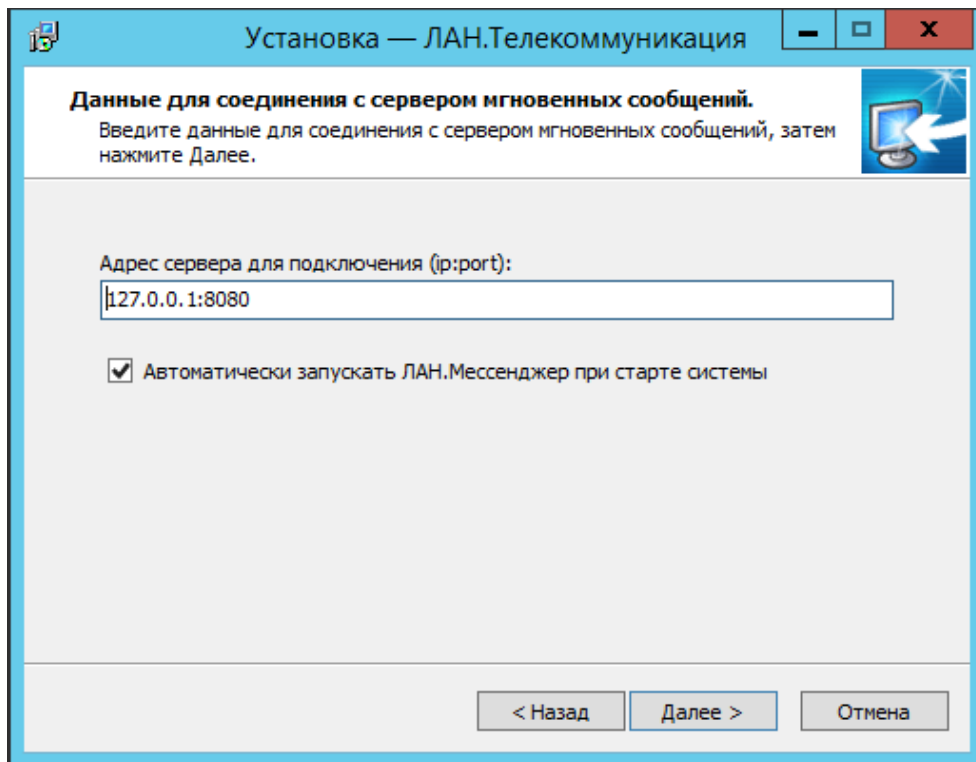 Установка — ЛАН.Телекоммуникация
Данные для соединения с сервером мгновенных сообщений.
Введите данные для соединения с сервером мгновенных сообщений, затем
нажмите Далее.
Адрес сервера для подключения (ip:port):
127.0.0.1:8080
Автоматически запускать ЛАН.Мессенджер при старте системы
< Назад
Далее >
Отмена